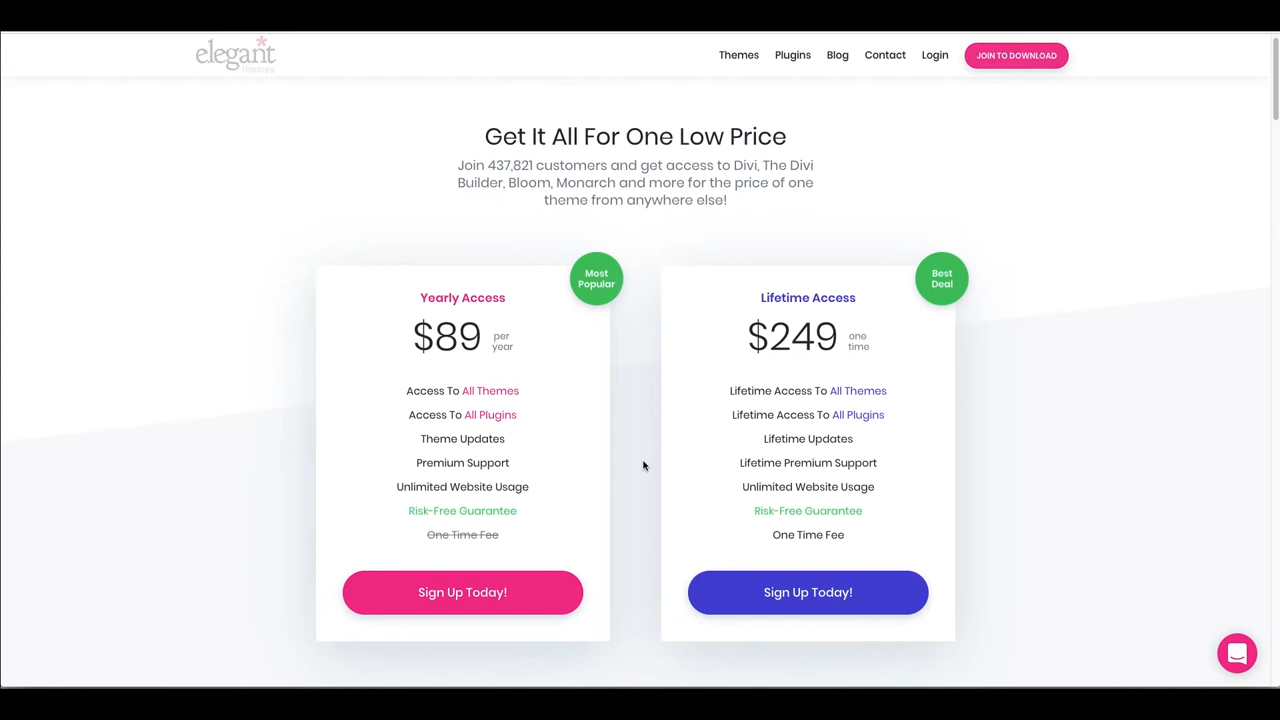 elegant
themes
Themes
Plugins
Blog
Contact
Login
JOIN TO DOWNLOAD
Get It All For One Low Price
Join 437,821 customers and get access to Divi, The Divi
Builder, Bloom, Monarch and more for the price of one
theme from anywhere else!
Most
Popular
Yearly Access
$89 per
year
Access To All Themes
Access To All Plugins
Theme Updates
Premium Support
Unlimited Website Usage
Risk-Free Guarantee
One Time Fee
Sign Up Today!
Best
Deal
Lifetime Access
$249 one
time
Lifetime Access To All Themes
Lifetime Access To All Plugins
Lifetime Updates
Lifetime Premium Support
Unlimited Website Usage
Risk-Free Guarantee
One Time Fee
Sign Up Today!